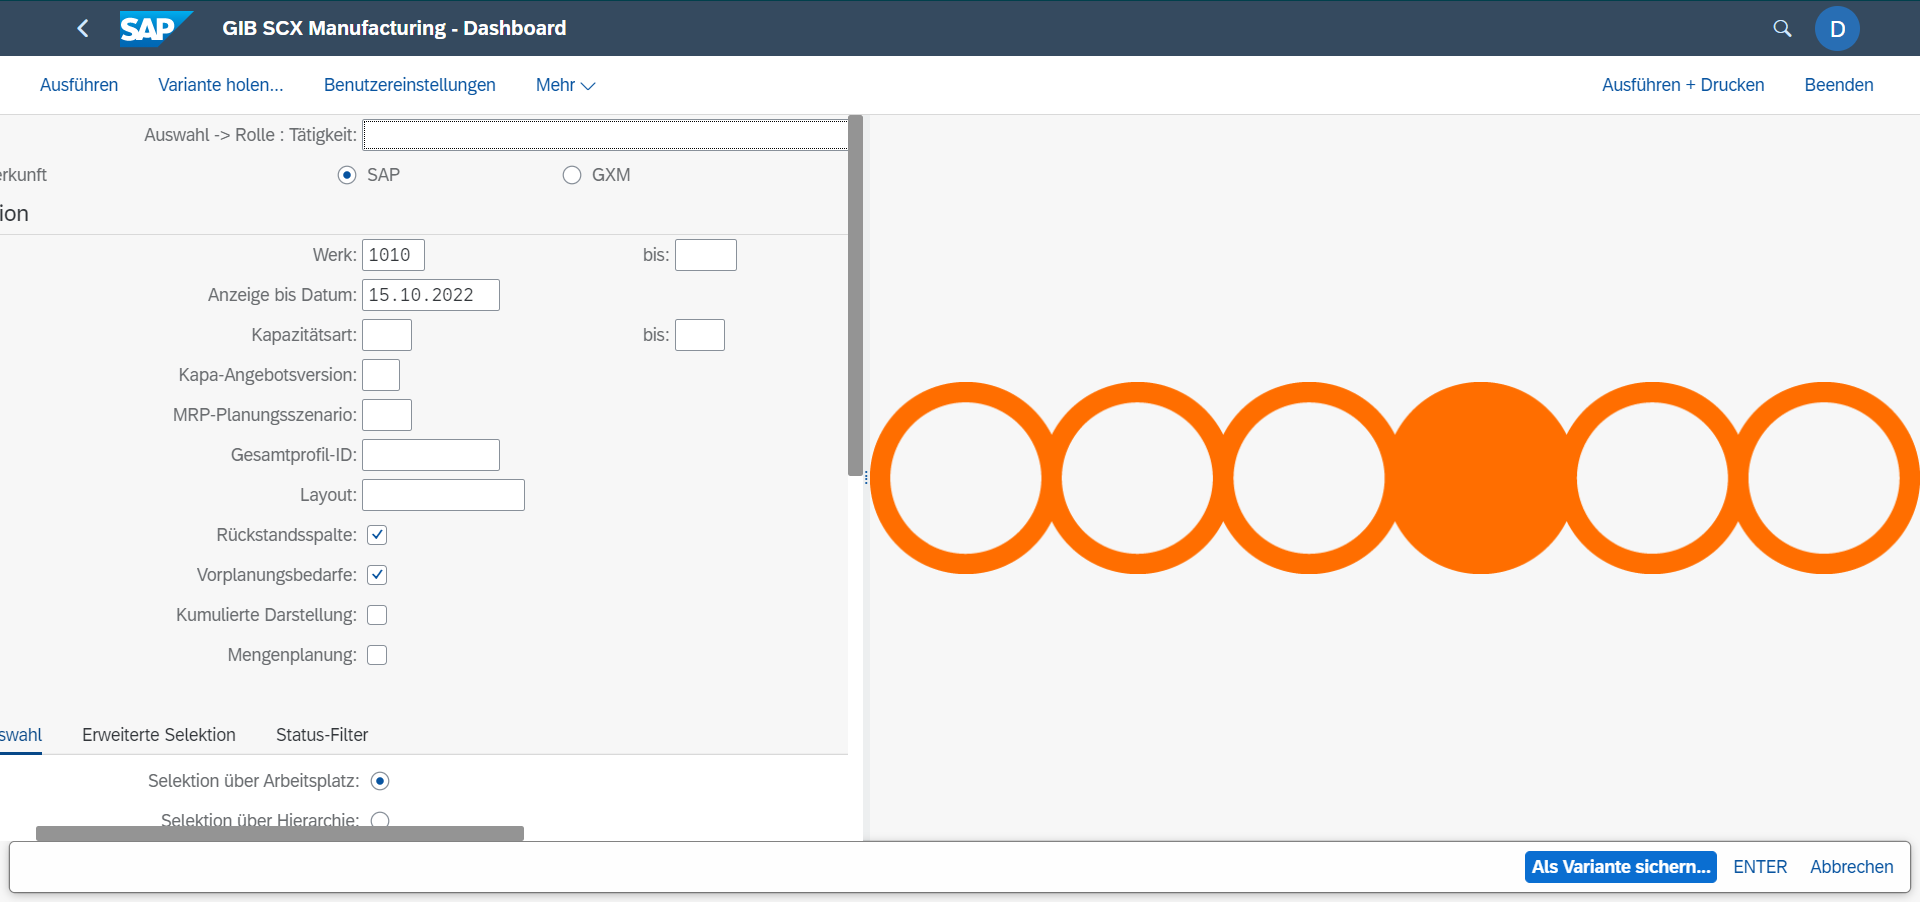 SAP GIB SCX Manufacturing - Dashboard D
Ausführen Variante holen... Benutzereinstellungen Mehr Ausführen + Drucken Beenden
Auswahl -> Rolle : Tätigkeit:
erkunft SAP GXM
ion
Werk: 1010 bis:
Anzeige bis Datum: 15.10.2022
Kapazitätsart: bis:
Kapa-Angebotsversion:
MRP-Planungsszenario:
Gesamtprofil-ID:
Layout:
Rückstandsspalte:
Vorplanungsbedarfe:
Kumulierte Darstellung:
Mengenplanung:
swahl Erweiterte Selektion Status-Filter
Selektion über Arbeitsplatz:
Selektion über Hierarchie:
Als Variante sichern... ENTER Abbrechen